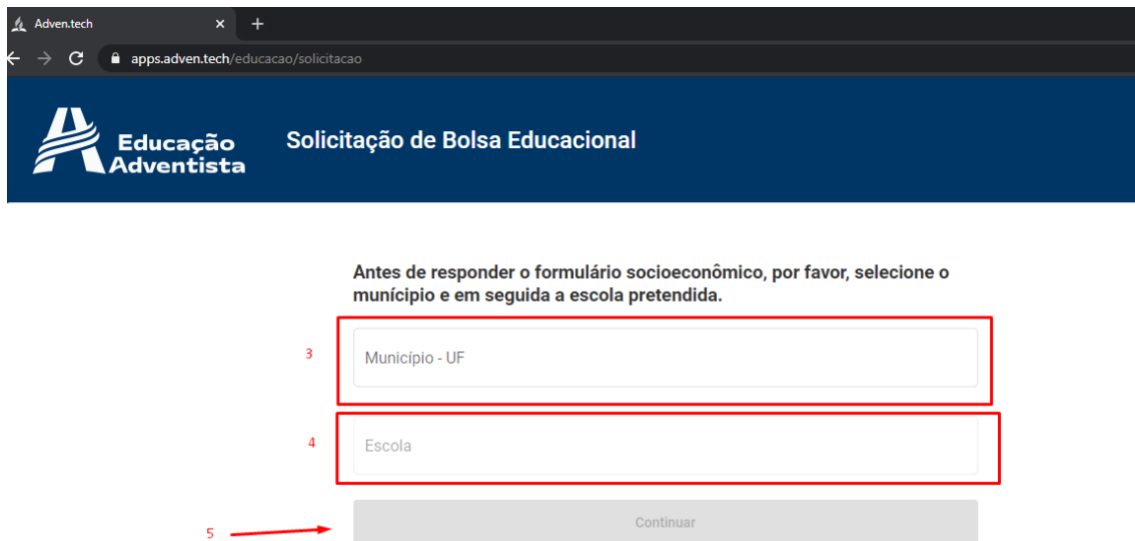 Adven.tech
apps.adven.tech/educacao/solicitacao
Educação
Adventista
Solicitação de Bolsa Educacional
Antes de responder o formulário socioeconômico, por favor, selecione o
munícipio e em seguida a escola pretendida.
3
Município - UF
4
Escola
Continuar
5